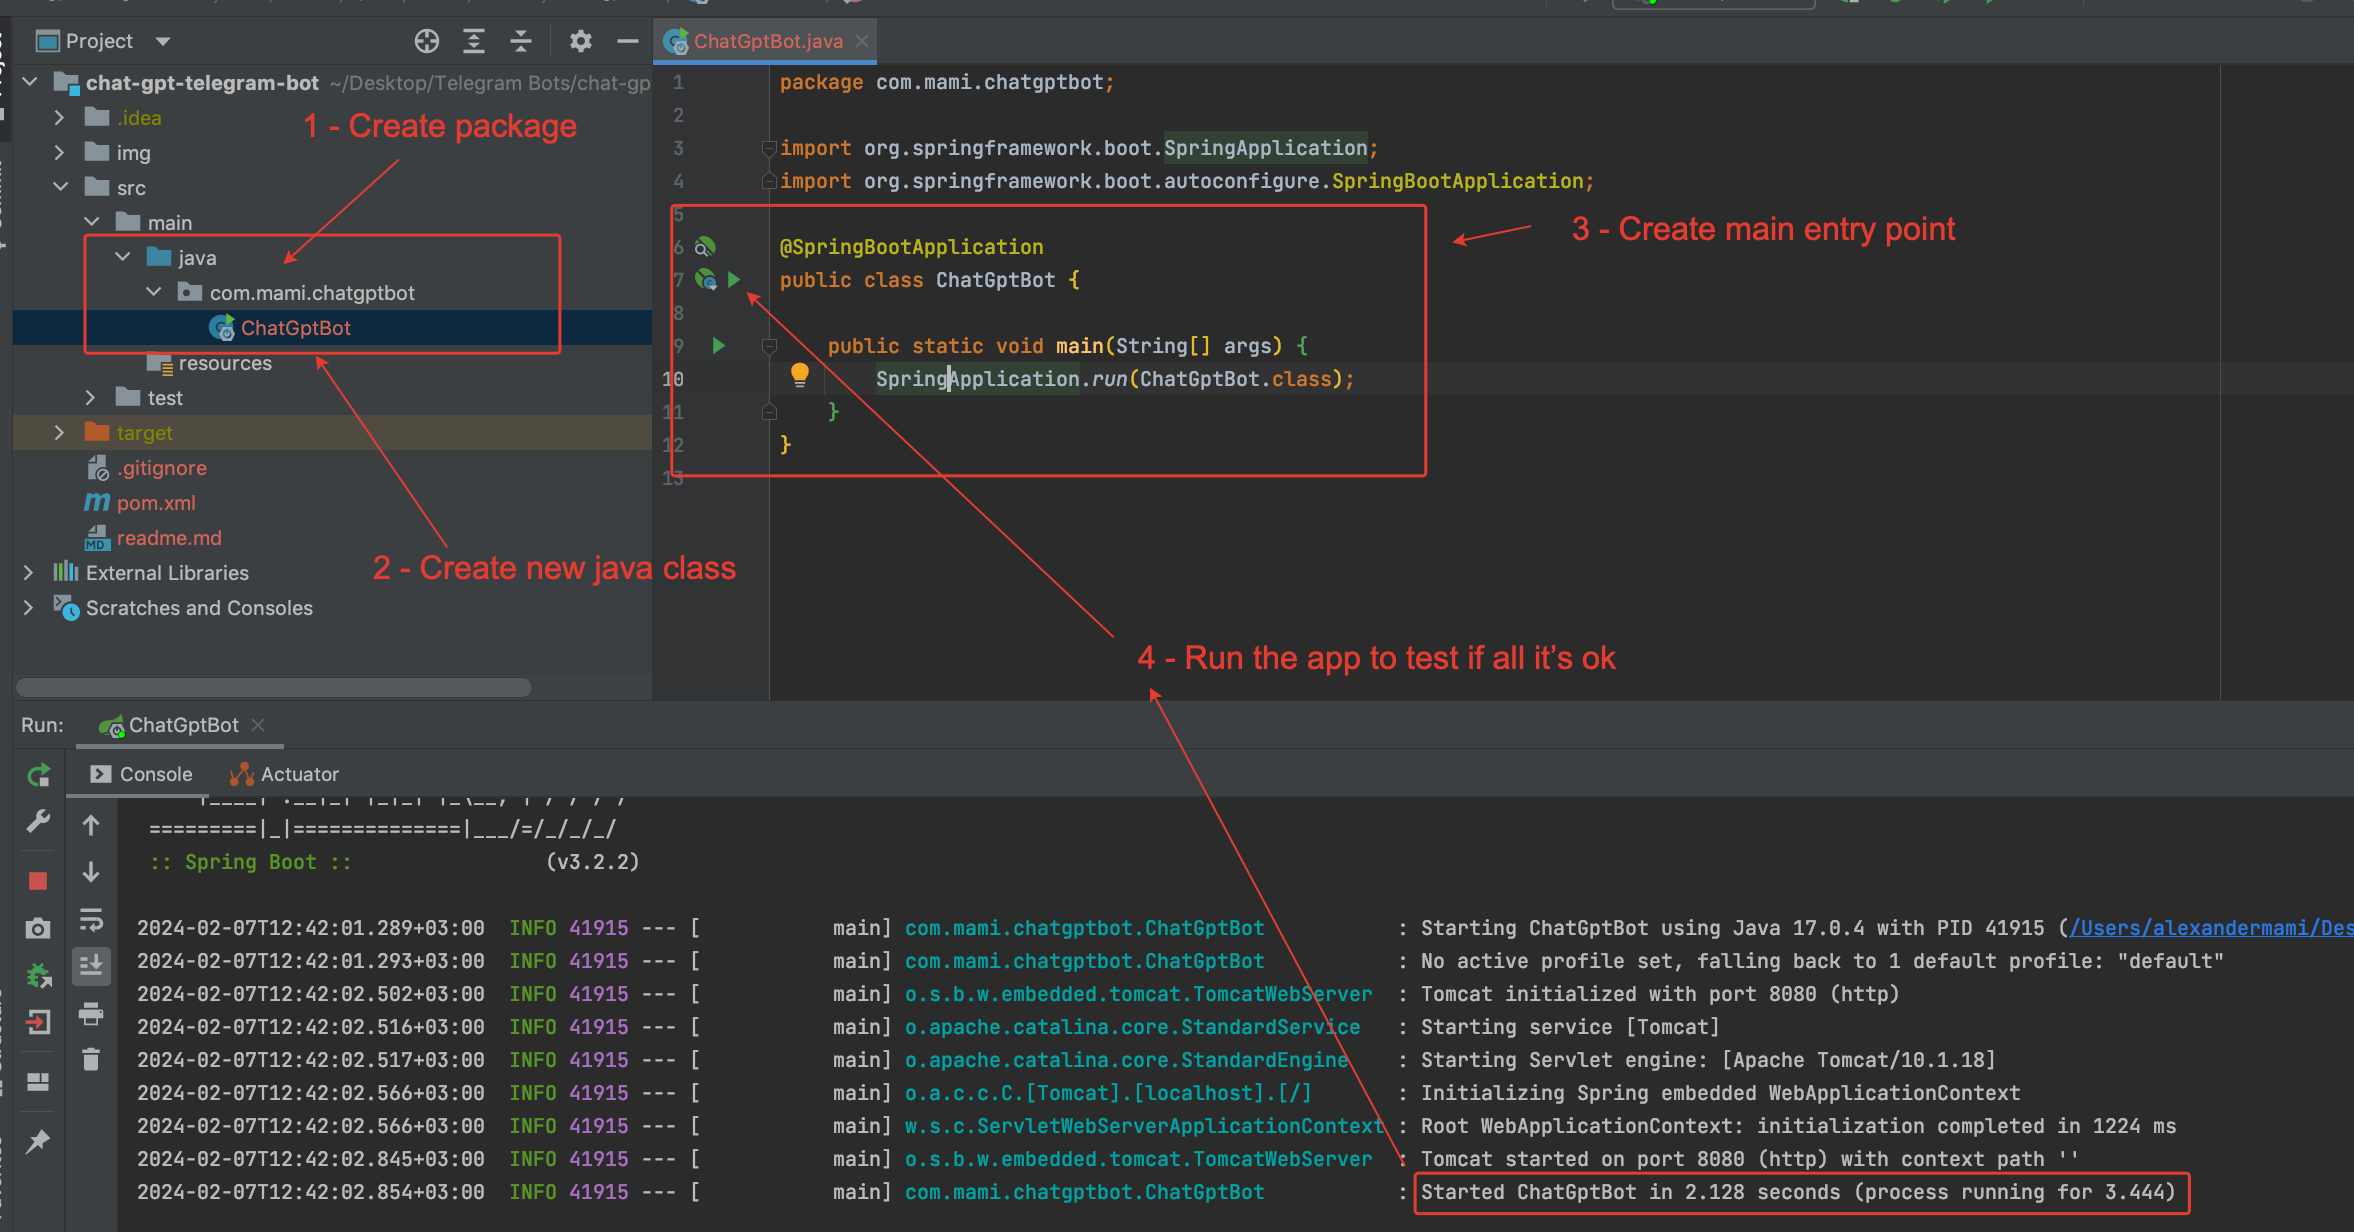 Project
ChatGptBot.java
chat-gpt-telegram-bot ~/Desktop/Telegram Bots/chat-gp
.idea
img
src
main
java
com.mami.chatgptbot
ChatGptBot
resources
test
target
.gitignore
pom.xml
readme.md
External Libraries
Scratches and Consoles
1 - Create package
2 - Create new java class
1 package com.mami.chatgptbot;
2
3 import org.springframework.boot.SpringApplication;
4 import org.springframework.boot.autoconfigure.SpringBootApplication;
5
6 @SpringBootApplication
7 public class ChatGptBot {
8
9 public static void main(String[] args) {
10 SpringApplication.run(ChatGptBot.class);
11 }
12 }
13
3 - Create main entry point
4 - Run the app to test if all it's ok
Run: ChatGptBot
Console Actuator
=========|_|==============|___/=/_/_/_/
:: Spring Boot :: (v3.2.2)
2024-02-07T12:42:01.289+03:00 INFO 41915 --- [ main] com.mami.chatgptbot.ChatGptBot : Starting ChatGptBot using Java 17.0.4 with PID 41915 (/Users/alexandermami/Des
2024-02-07T12:42:01.293+03:00 INFO 41915 --- [ main] com.mami.chatgptbot.ChatGptBot : No active profile set, falling back to 1 default profile: "default"
2024-02-07T12:42:02.502+03:00 INFO 41915 --- [ main] o.s.b.w.embedded.tomcat.TomcatWebServer : Tomcat initialized with port 8080 (http)
2024-02-07T12:42:02.516+03:00 INFO 41915 --- [ main] o.apache.catalina.core.StandardService : Starting service [Tomcat]
2024-02-07T12:42:02.517+03:00 INFO 41915 --- [ main] o.apache.catalina.core.StandardEngine : Starting Servlet engine: [Apache Tomcat/10.1.18]
2024-02-07T12:42:02.566+03:00 INFO 41915 --- [ main] o.a.c.c.C.[Tomcat].[localhost].[/] : Initializing Spring embedded WebApplicationContext
2024-02-07T12:42:02.566+03:00 INFO 41915 --- [ main] w.s.c.ServletWebServerApplicationContext : Root WebApplicationContext: initialization completed in 1224 ms
2024-02-07T12:42:02.845+03:00 INFO 41915 --- [ main] o.s.b.w.embedded.tomcat.TomcatWebServer : Tomcat started on port 8080 (http) with context path ''
2024-02-07T12:42:02.854+03:00 INFO 41915 --- [ main] com.mami.chatgptbot.ChatGptBot : Started ChatGptBot in 2.128 seconds (process running for 3.444)